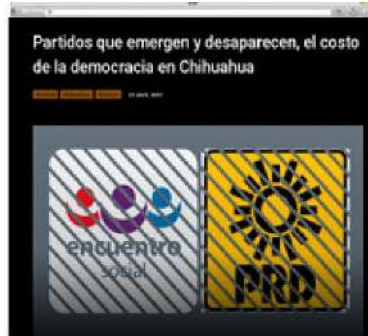 Partidos que emergen y desaparecen, el costo
de la democracia en Chihuahua
encuentro
social
PRD